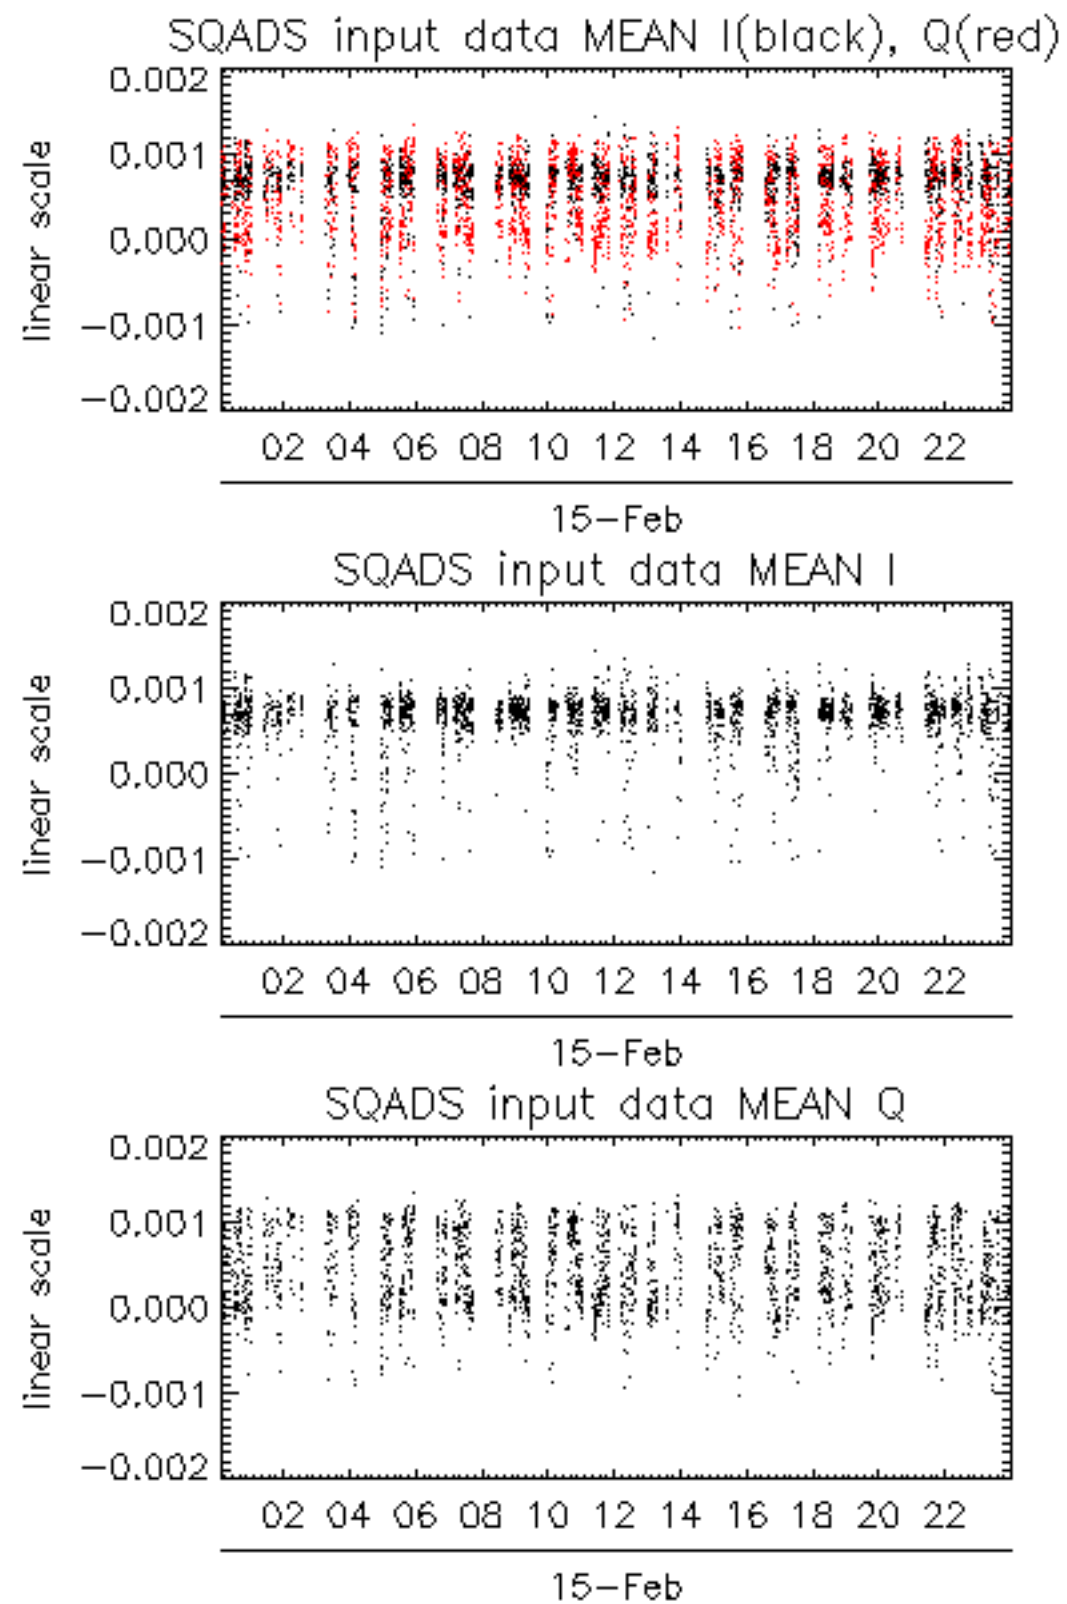 SQADS input data MEAN I(black), Q(red)
0.002
0.001
0.000
−0.001
−0.002
linear scale
02 04 06 08 10 12 14 16 18 20 22
15−Feb
SQADS input data MEAN I
0.002
0.001
0.000
−0.001
−0.002
linear scale
02 04 06 08 10 12 14 16 18 20 22
15−Feb
SQADS input data MEAN Q
0.002
0.001
0.000
−0.001
−0.002
linear scale
02 04 06 08 10 12 14 16 18 20 22
15−Feb